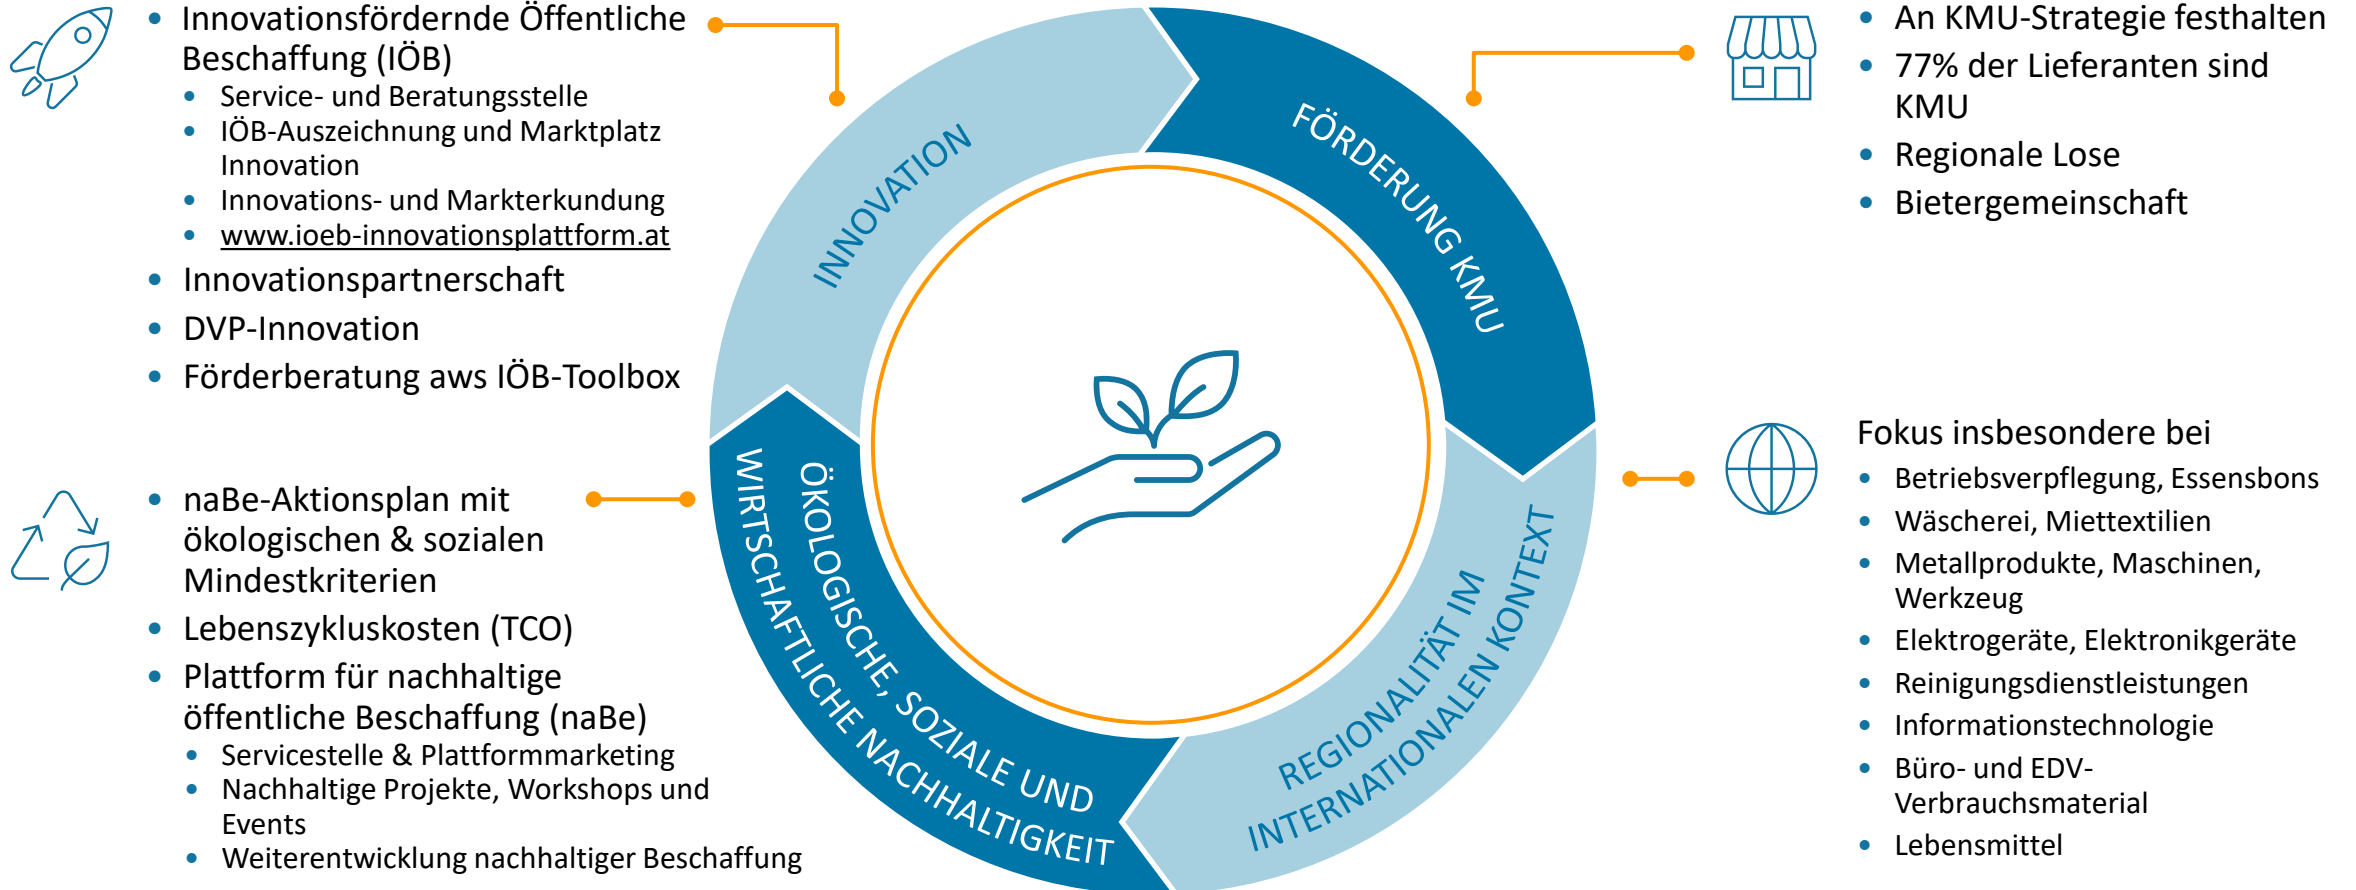 Innovationsfördernde Öffentliche
Beschaffung (IÖB)
Service- und Beratungsstelle
IÖB-Auszeichnung und Marktplatz
Innovation
Innovations- und Markterkundung
www.ioeb-innovationsplattform.at
Innovationspartnerschaft
DVP-Innovation
Förderberatung aws IÖB-Toolbox
naBe-Aktionsplan mit
ökologischen & sozialen
Mindestkriterien
Lebenszykluskosten (TCO)
Plattform für nachhaltige
öffentliche Beschaffung (naBe)
Servicestelle & Plattformmarketing
Nachhaltige Projekte, Workshops und
Events
Weiterentwicklung nachhaltiger Beschaffung
INNOVATION
FÖRDERUNG KMU
REGIONALITÄT IM
INTERNATIONALEN KONTEXT
ÖKOLOGISCHE, SOZIALE UND
WIRTSCHAFTLICHE NACHHALTIGKEIT
An KMU-Strategie festhalten
77% der Lieferanten sind
KMU
Regionale Lose
Bietergemeinschaft
Fokus insbesondere bei
Betriebsverpflegung, Essensbons
Wäscherei, Miettextilien
Metallprodukte, Maschinen,
Werkzeug
Elektrogeräte, Elektronikgeräte
Reinigungsdienstleistungen
Informationstechnologie
Büro- und EDV-
Verbrauchsmaterial
Lebensmittel